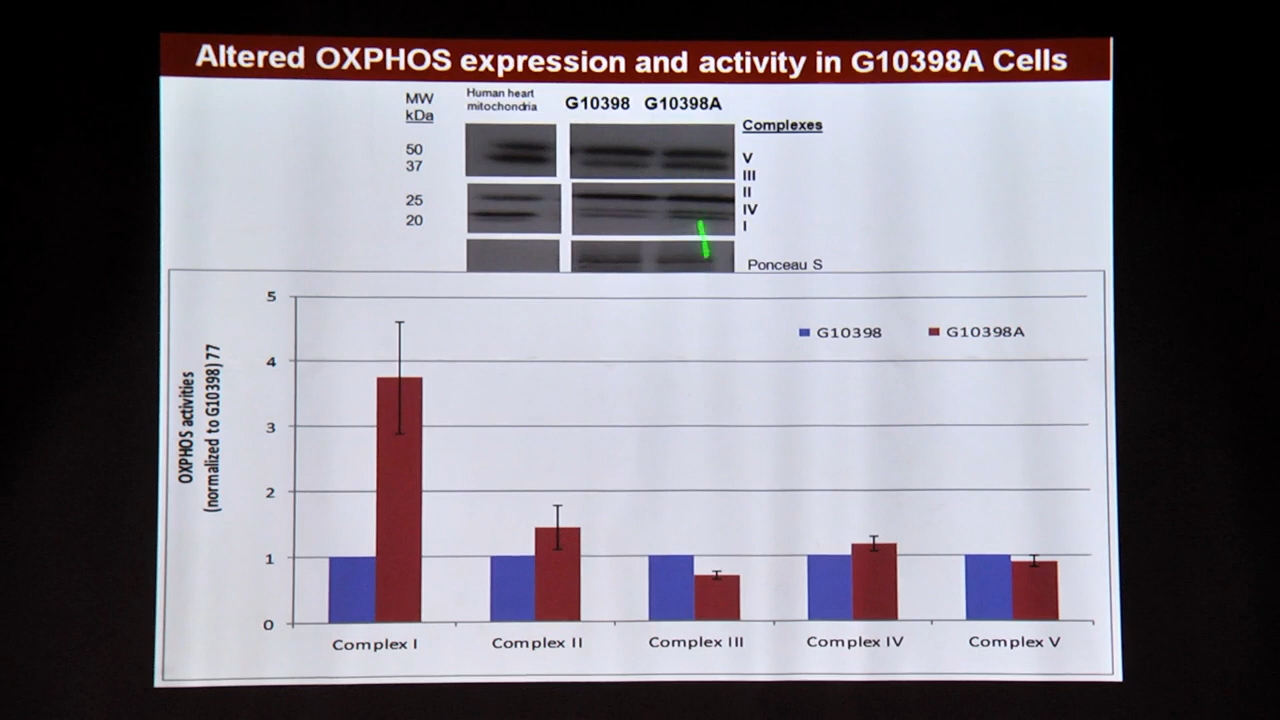 Altered OXPHOS expression and activity in G10398A Cells
MW
kDa
Human heart
mitochondria
G10398 G10398A
Complexes
50
37
25
20
V
III
II
IV
I
Ponceau S
OXPHOS activities
(normalized to G10398) 77
5
4
3
2
1
0
G10398
G10398A
Complex I
Complex II
Complex III
Complex IV
Complex V